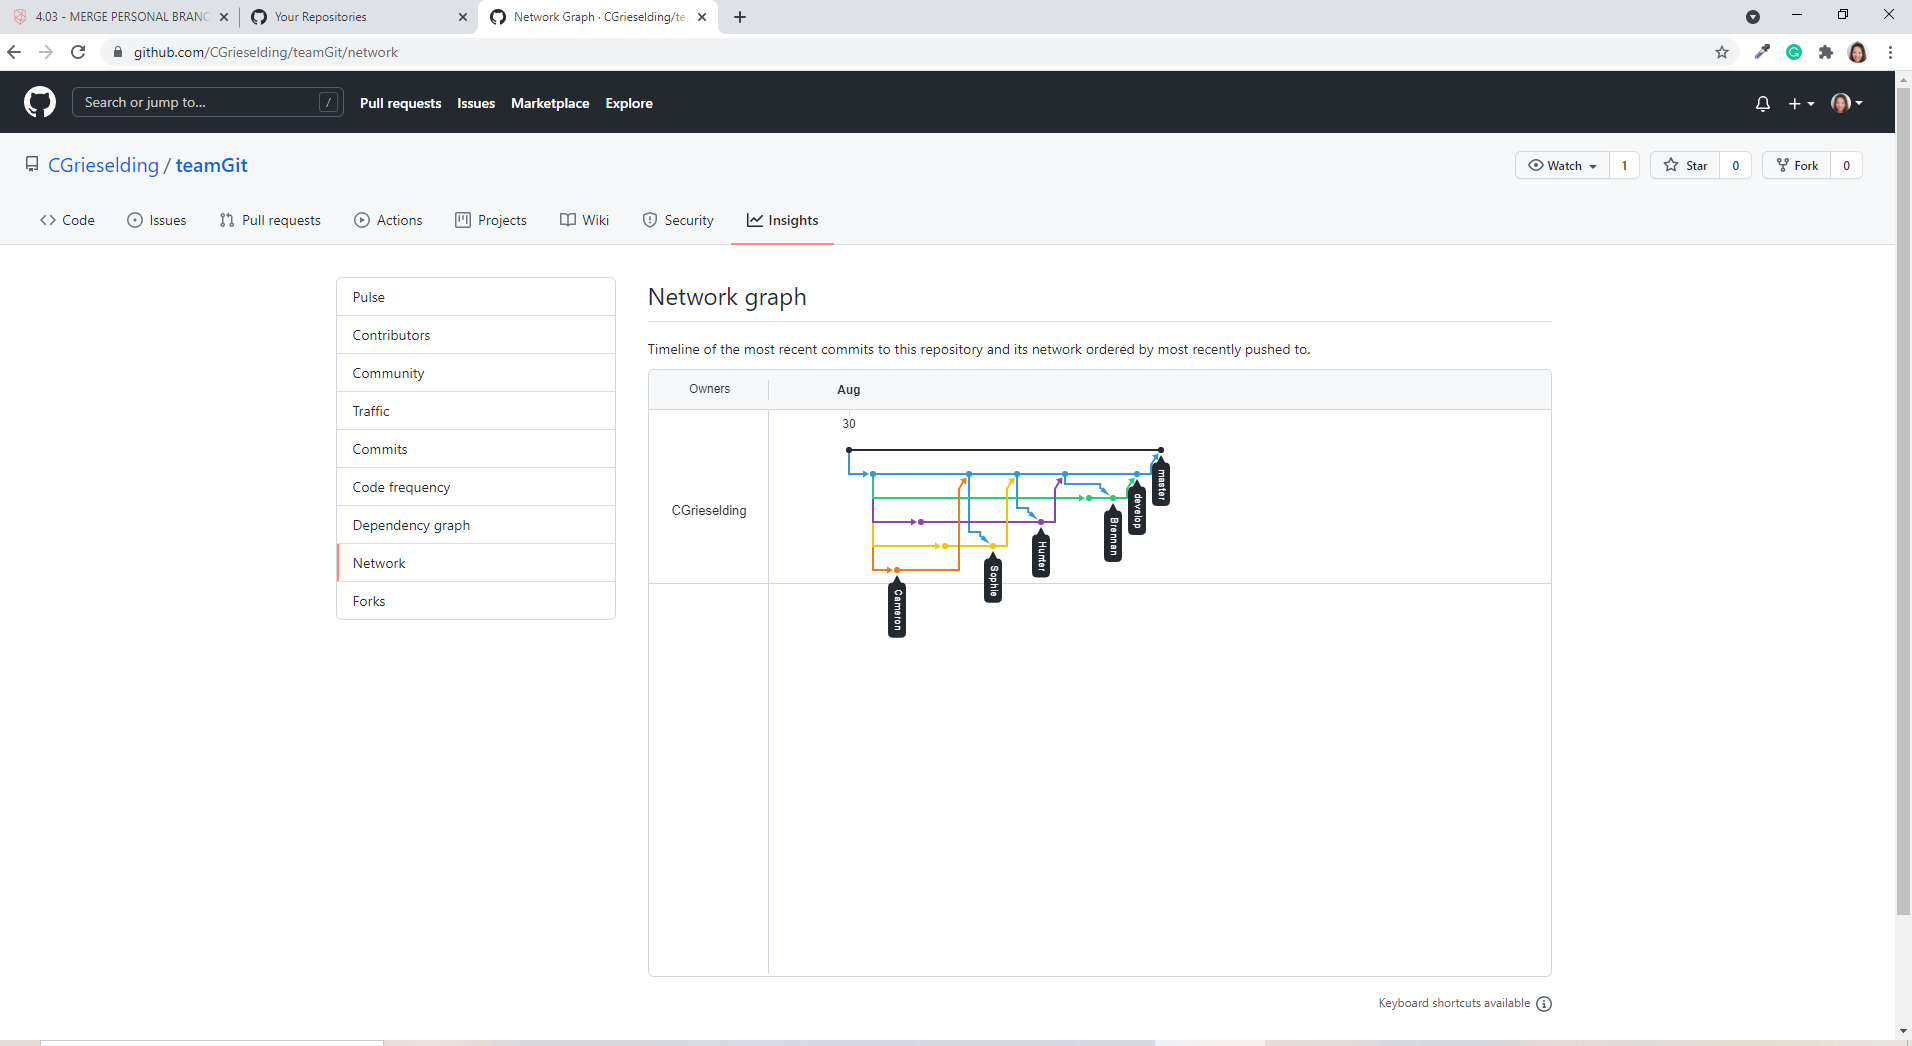 4.03 - MERGE PERSONAL BRANC
Your Repositories
Network Graph · CGrieselding/te
github.com/CGrieselding/teamGit/network
Search or jump to...
/
Pull requests
Issues
Marketplace
Explore
CGrieselding / teamGit
Watch 1
Star 0
Fork 0
Code
Issues
Pull requests
Actions
Projects
Wiki
Security
Insights
Pulse
Contributors
Community
Traffic
Commits
Code frequency
Dependency graph
Network
Forks
Network graph
Timeline of the most recent commits to this repository and its network ordered by most recently pushed to.
Owners
Aug
30
CGrieselding
master
develop
Brennan
Hunter
Sophie
Cameron
Keyboard shortcuts available